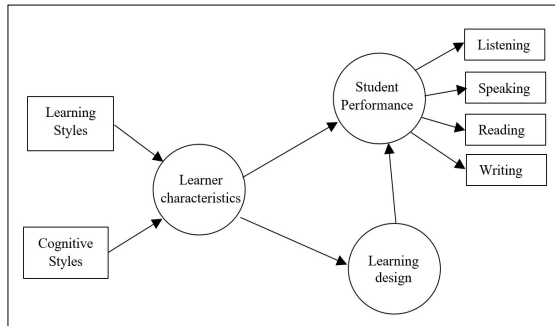 Learning
Styles
Cognitive
Styles
Learner
characteristics
Student
Performance
Learning
design
Listening
Speaking
Reading
Writing